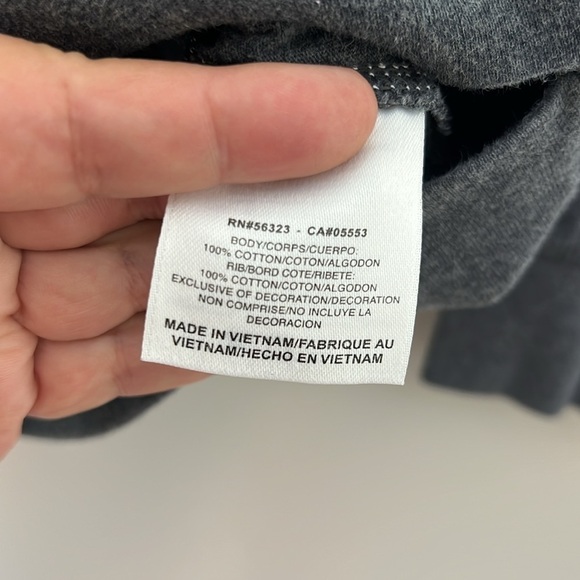 RN#56323 - CA#05553
BODY/CORPS/CUERPO:
100% COTTON/COTON/ALGODON
RIB/BORD COTE/RIBETE:
100% COTTON/COTON/ALGODON
EXCLUSIVE OF DECORATION/DECORATION
NON COMPRISE/NO INCLUYE LA
DECORACION
MADE IN VIETNAM/FABRIQUE AU
VIETNAM/HECHO EN VIETNAM